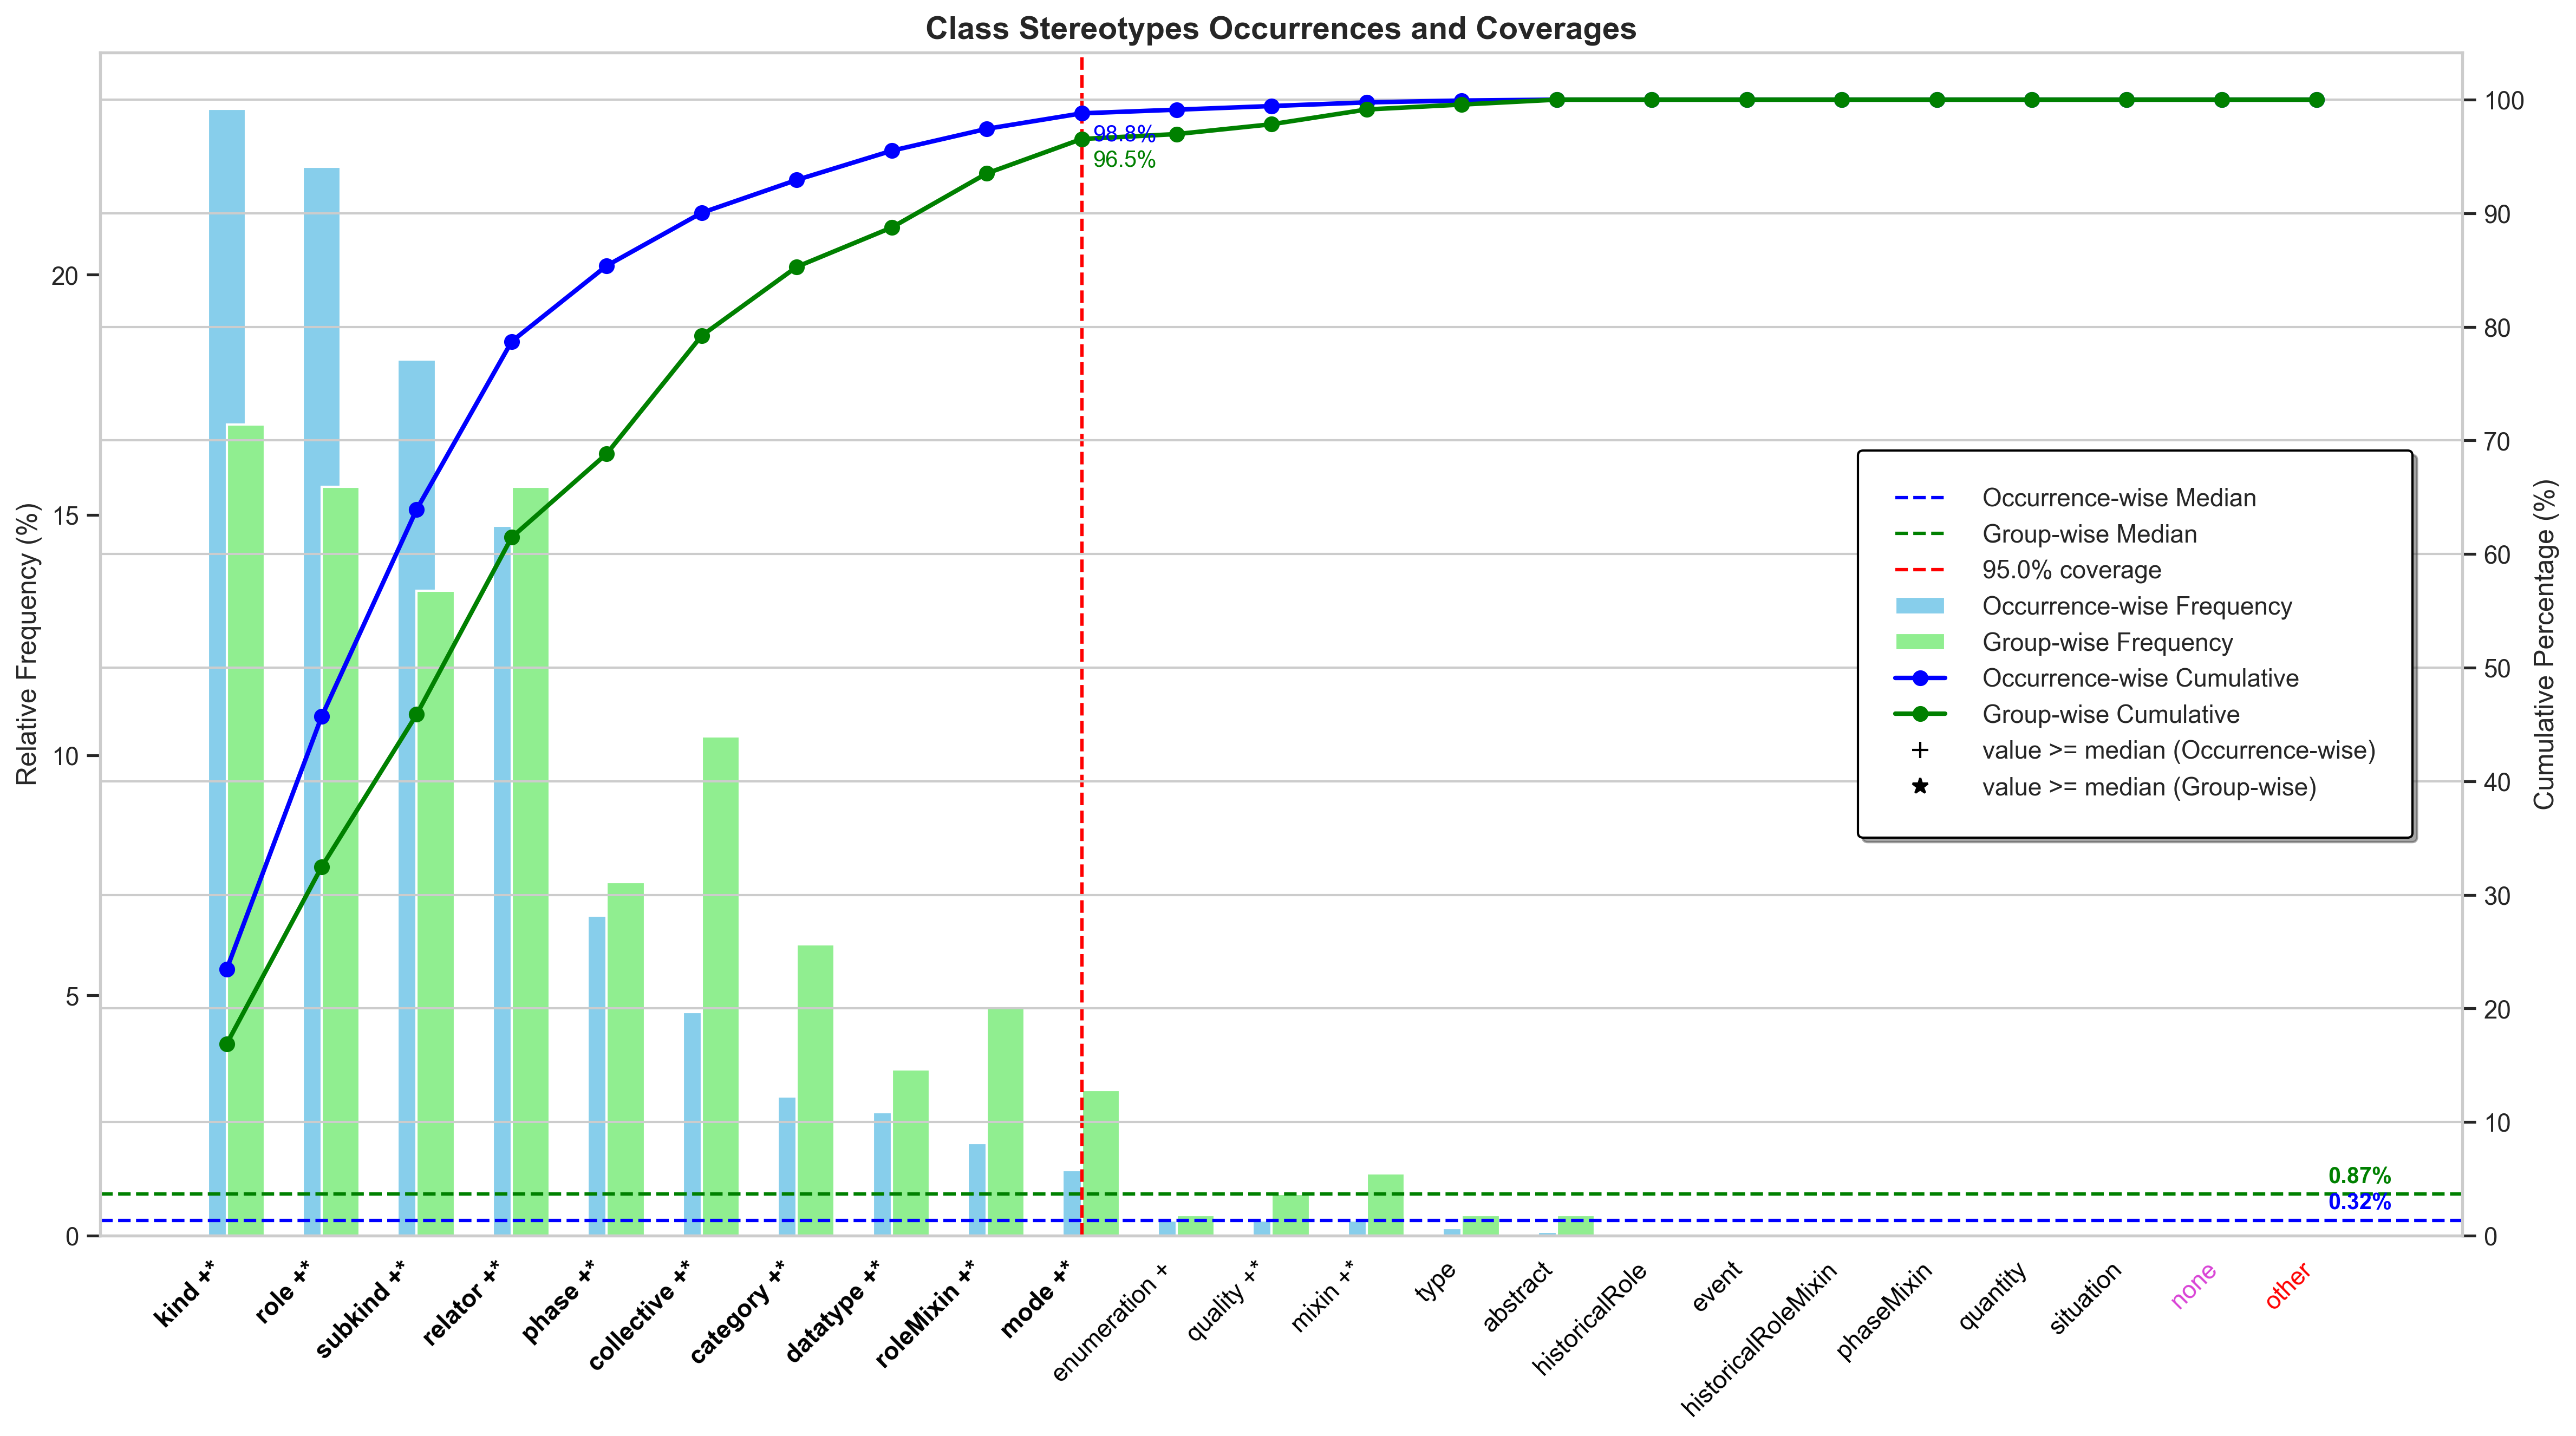 Class Stereotypes Occurrences and Coverages
Relative Frequency (%)
20
15
10
5
0
98.8%
96.5%
100
90
80
70
60
50
40
30
20
10
0
Cumulative Percentage (%)
Occurrence-wise Median
Group-wise Median
95.0% coverage
Occurrence-wise Frequency
Group-wise Frequency
Occurrence-wise Cumulative
Group-wise Cumulative
value >= median (Occurrence-wise)
value >= median (Group-wise)
0.87%
0.32%
kind +*
role +*
subkind +*
relator +*
phase +*
collective +*
category +*
datatype +*
roleMixin +*
mode +*
enumeration +
quality +*
mixin +*
type
abstract
historicalRole
event
historicalRoleMixin
phaseMixin
quantity
situation
none
other